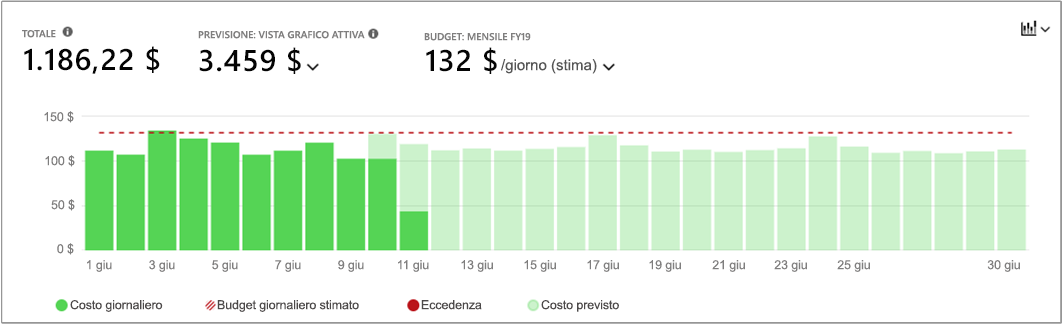 TOTALE
PREVISIONE: VISTA GRAFICO ATTIVA
BUDGET: MENSILE FY19
1.186,22 $
3.459 $
132 $ /giorno (stima)
150 $
100 $
50 $
0 $
1 giu 3 giu 5 giu 7 giu 9 giu 11 giu 13 giu 15 giu 17 giu 19 giu 21 giu 23 giu 25 giu 30 giu
Costo giornaliero Budget giornaliero stimato Eccedenza Costo previsto